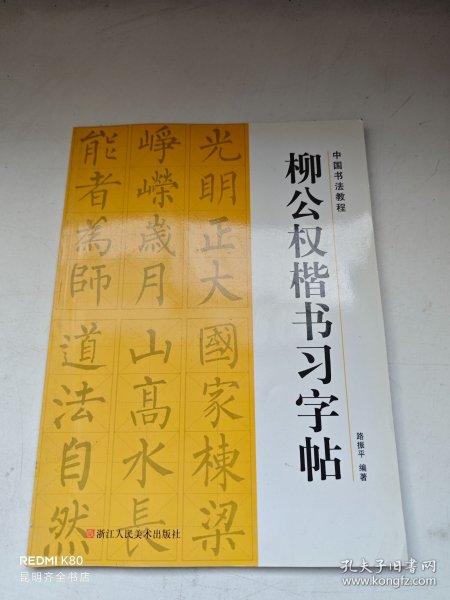 中国书法教程
柳公权楷书习字帖
路振平 编著
光明正大
國家棟梁
峥嶸歲月
山高水長
能者為師
道法自然
浙江人民美术出版社
REDMI K80
昆明齐全书店
孔夫子旧书网
www.kongfz.com